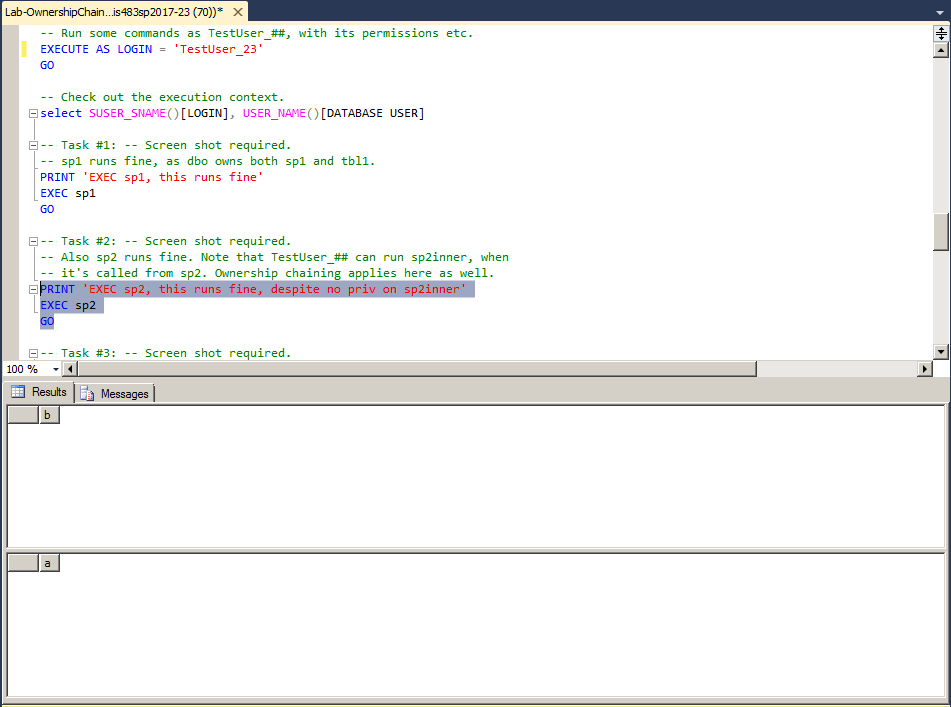 Lab-OwnershipChain...is483sp2017-23 (70))*
-- Run some commands as TestUser_##, with its permissions etc.
EXECUTE AS LOGIN = 'TestUser_23'
GO
-- Check out the execution context.
select SUSER_SNAME()[LOGIN], USER_NAME()[DATABASE USER]
-- Task #1: -- Screen shot required.
-- sp1 runs fine, as dbo owns both sp1 and tbl1.
PRINT 'EXEC sp1, this runs fine'
EXEC sp1
GO
-- Task #2: -- Screen shot required.
-- Also sp2 runs fine. Note that TestUser_## can run sp2inner, when
-- it's called from sp2. Ownership chaining applies here as well.
PRINT 'EXEC sp2, this runs fine, despite no priv on sp2inner'
EXEC sp2
GO
-- Task #3: -- Screen shot required.
100 %
Results Messages
b
a